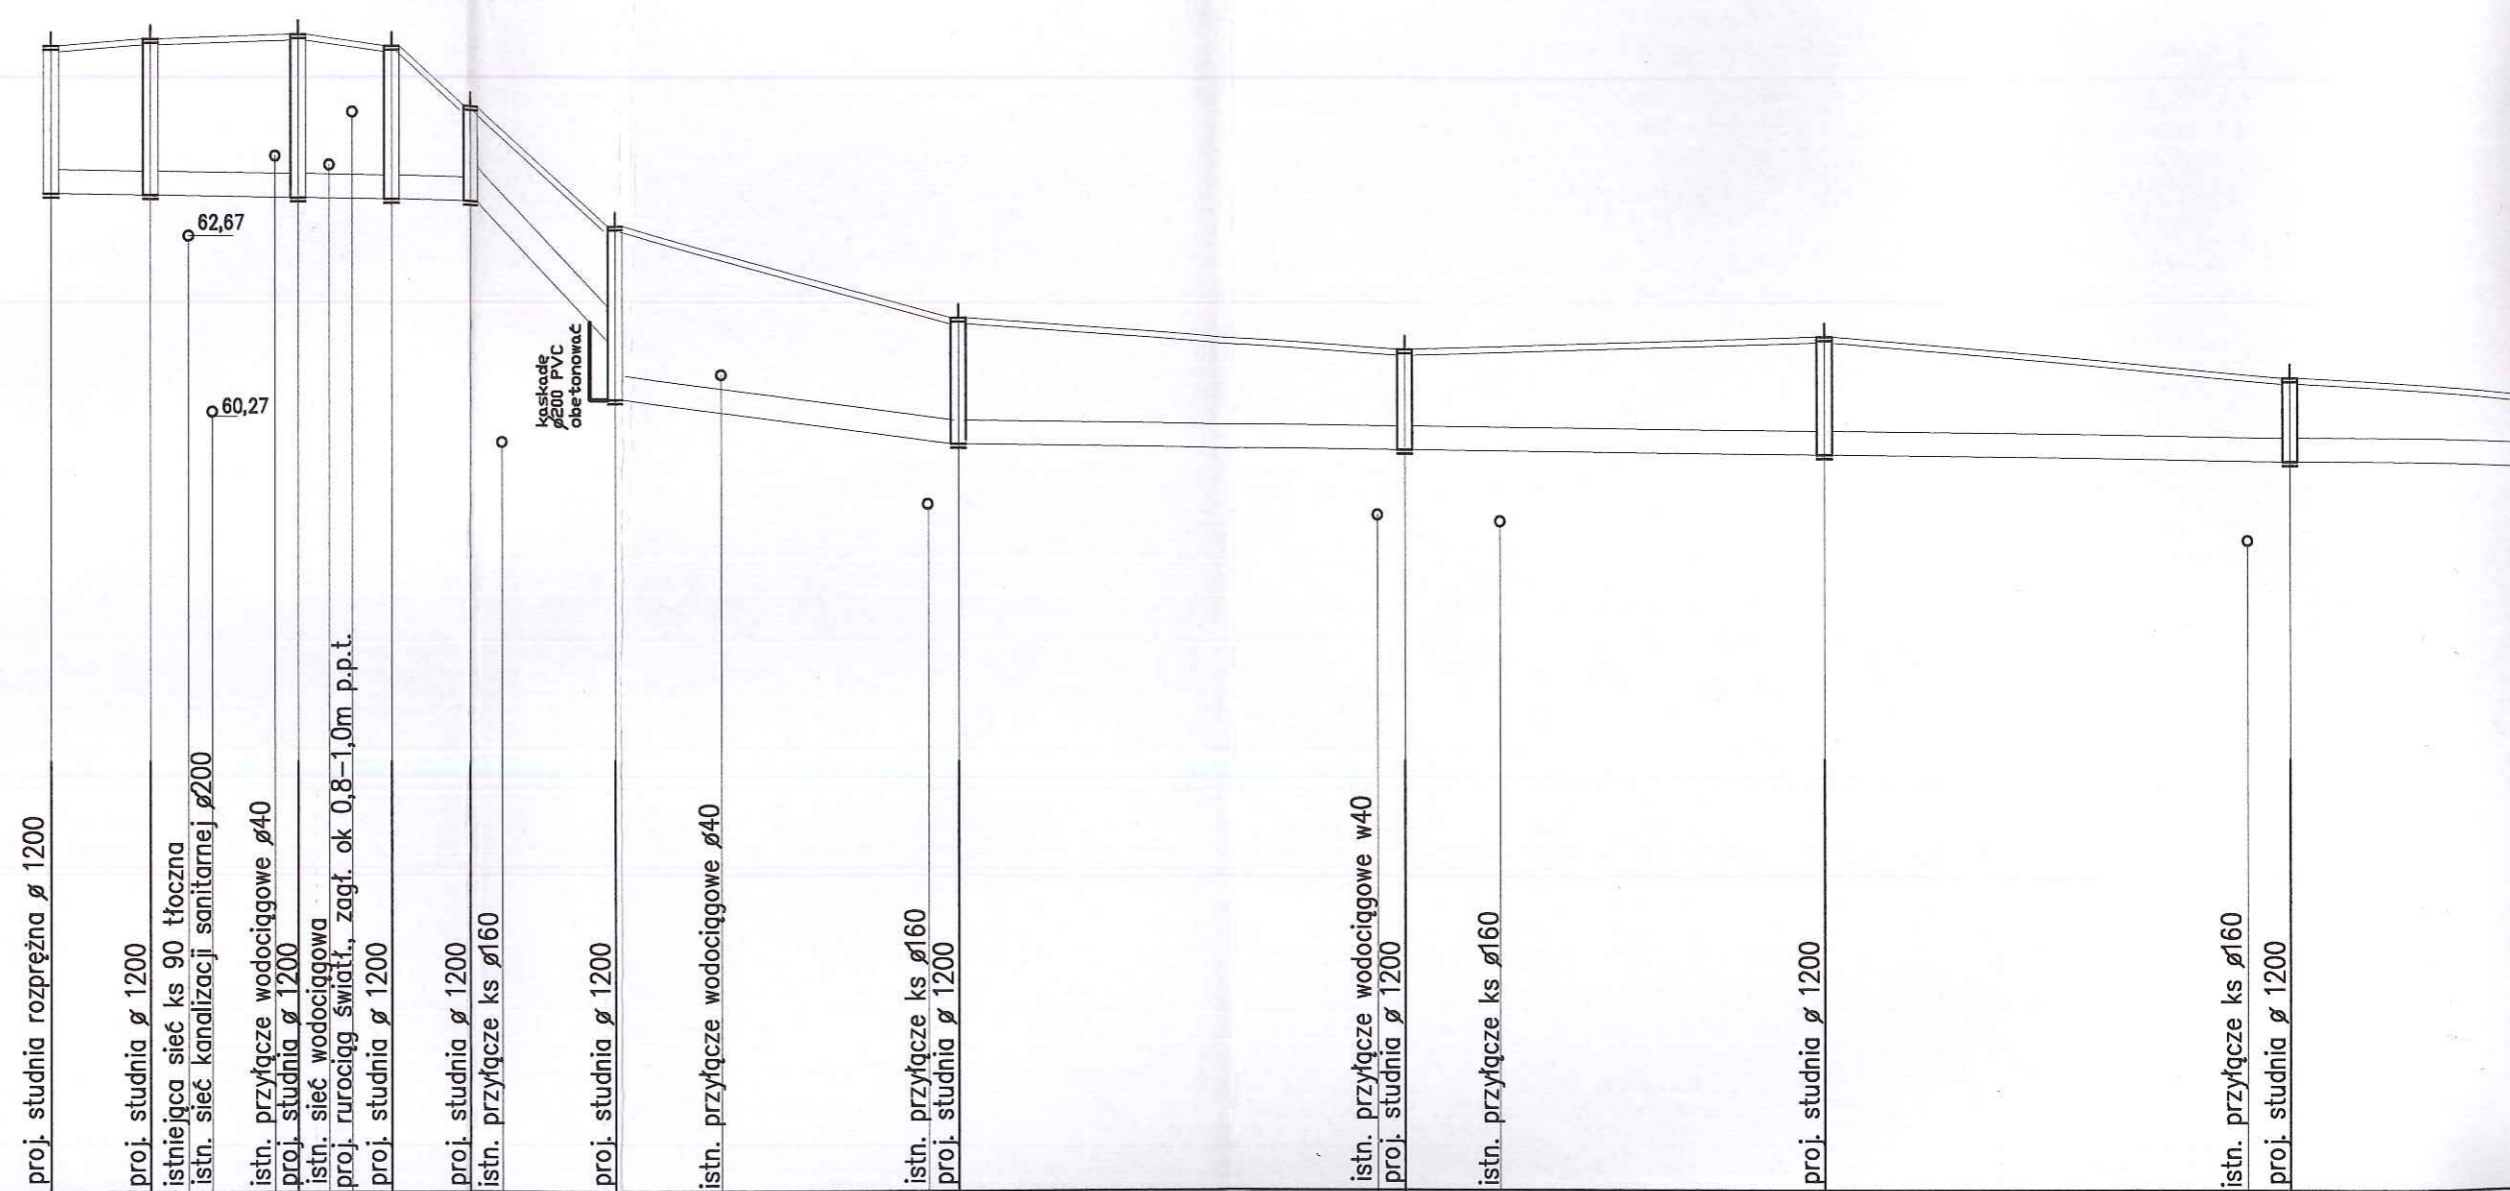 62,67
60,27
kaskadę
ø200 PVC
obetonować
proj. studnia rozprężna ø 1200
proj. studnia ø 1200
istniejąca sieć ks 90 tłoczna
istn. sieć kanalizacji sanitarnej ø200
istn. przyłącze wodociągowe ø40
proj. studnia ø 1200
istn. sieć wodociągowa
proj. rurociąg światł., zagł. ok 0,8-1,0m p.p.t.
proj. studnia ø 1200
proj. studnia ø 1200
istn. przyłącze ks ø160
proj. studnia ø 1200
istn. przyłącze wodociągowe ø40
istn. przyłącze ks ø160
proj. studnia ø 1200
istn. przyłącze wodociągowe w40
proj. studnia ø 1200
istn. przyłącze ks ø160
proj. studnia ø 1200
istn. przyłącze ks ø160
proj. studnia ø 1200